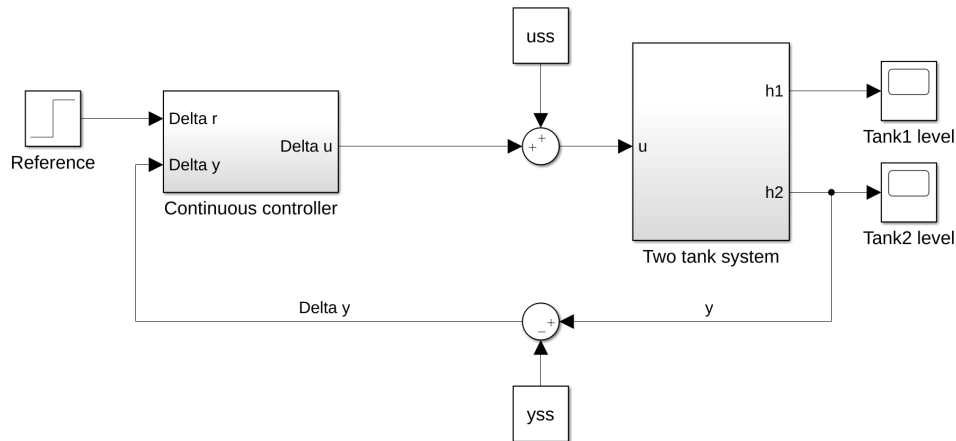 uss
h1
Delta r
Tank1 level
Delta u
+
+
u
Reference
Delta y
h2
Continuous controller
Tank2 level
Two tank system
Delta y
y
+
−
yss